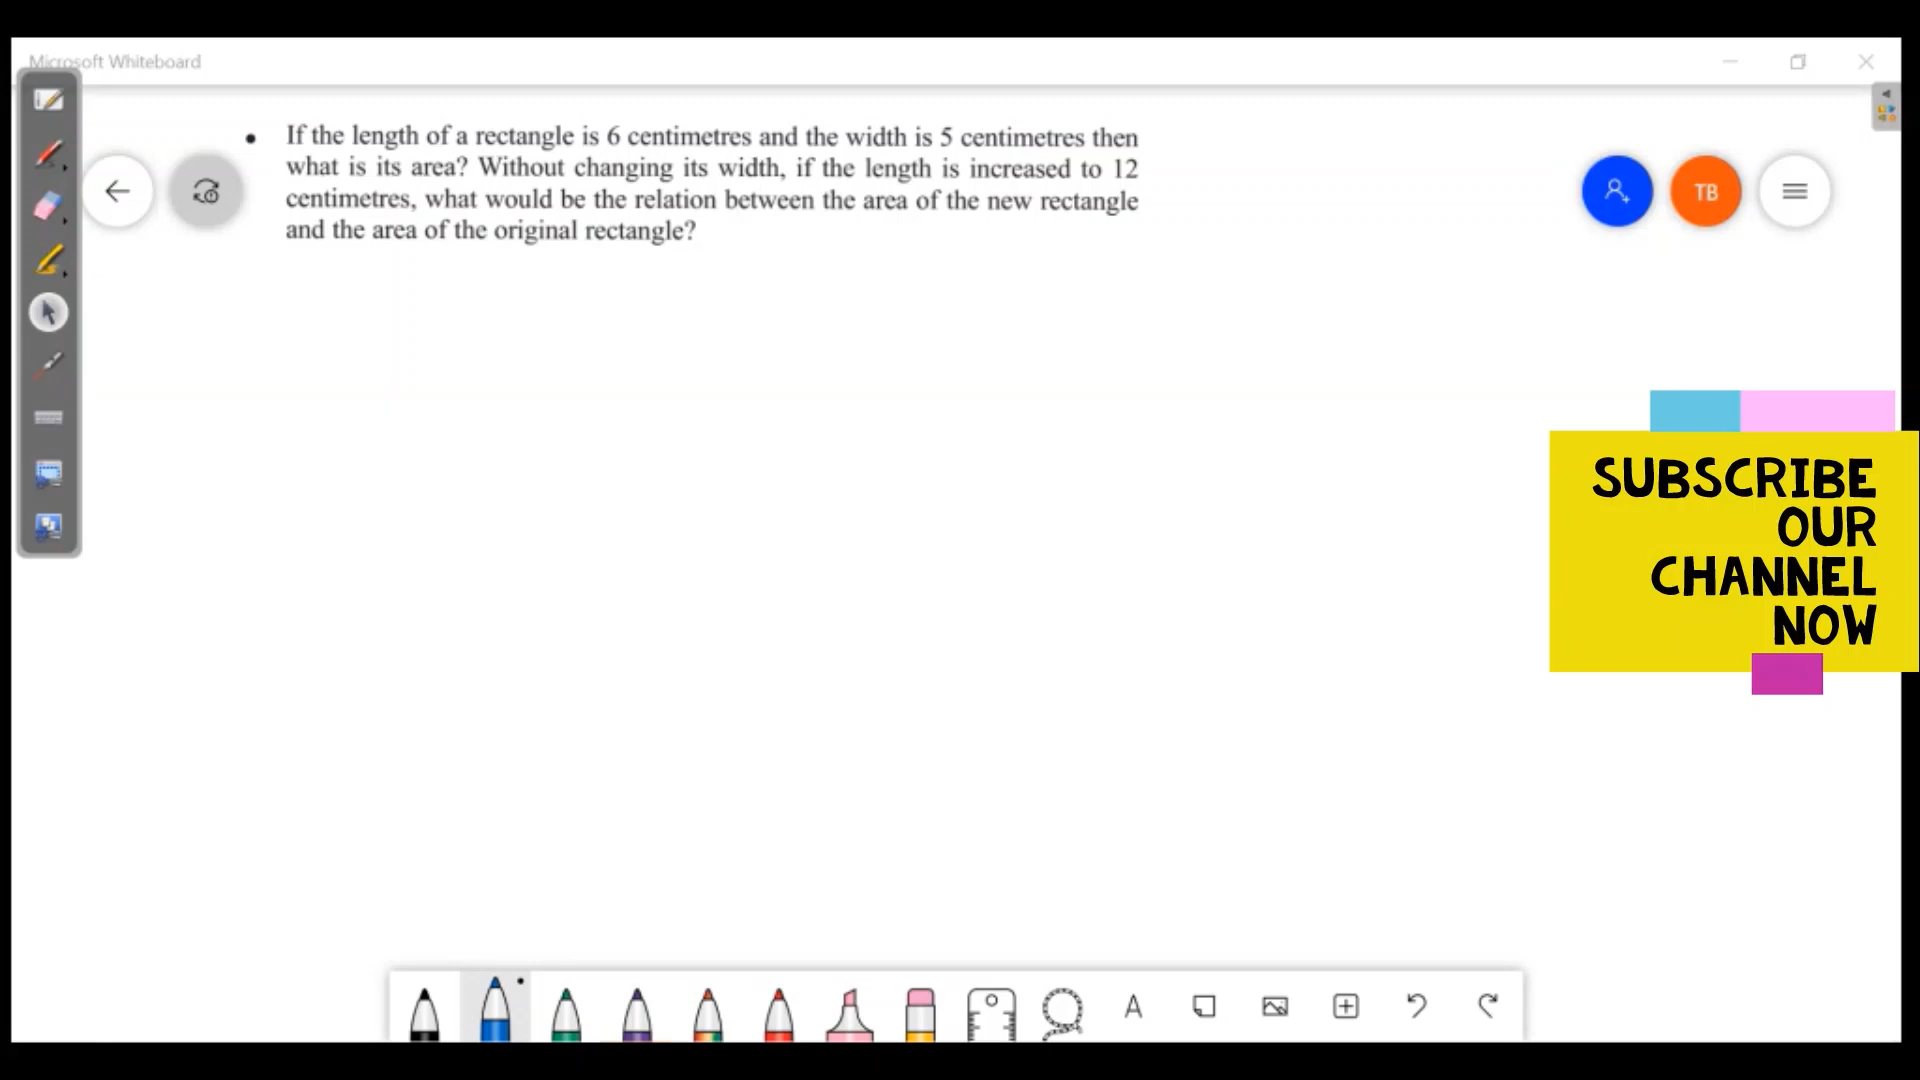 Microsoft Whiteboard
• If the length of a rectangle is 6 centimetres and the width is 5 centimetres then
what is its area? Without changing its width, if the length is increased to 12
centimetres, what would be the relation between the area of the new rectangle
and the area of the original rectangle?
TB
SUBSCRIBE
OUR
CHANNEL
NOW
A